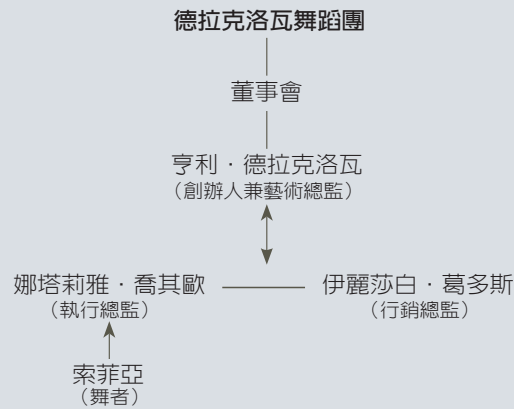 德拉克洛瓦舞蹈團
董事會
亨利・德拉克洛瓦
（創辦人兼藝術總監）
娜塔莉雅・喬其歐
（執行總監）
伊麗莎白・葛多斯
（行銷總監）
索菲亞
（舞者）